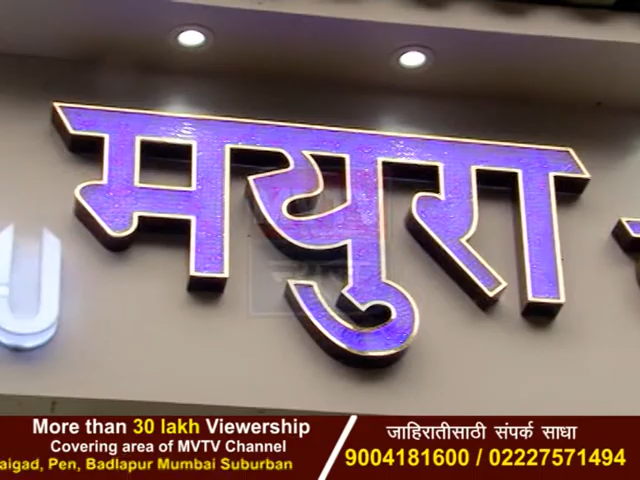 मयुरा
More than 30 lakh Viewership
Covering area of MVTV Channel
aigad, Pen, Badlapur Mumbai Suburban
जाहिरातीसाठी संपर्क साधा
9004181600 / 02227571494